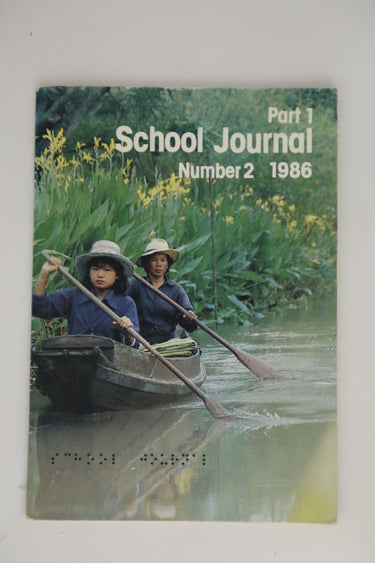 Part 1
School Journal
Number 2 1986
⠎⠉⠓⠕⠕⠇ ⠚⠕⠥⠗⠝⠁⠇